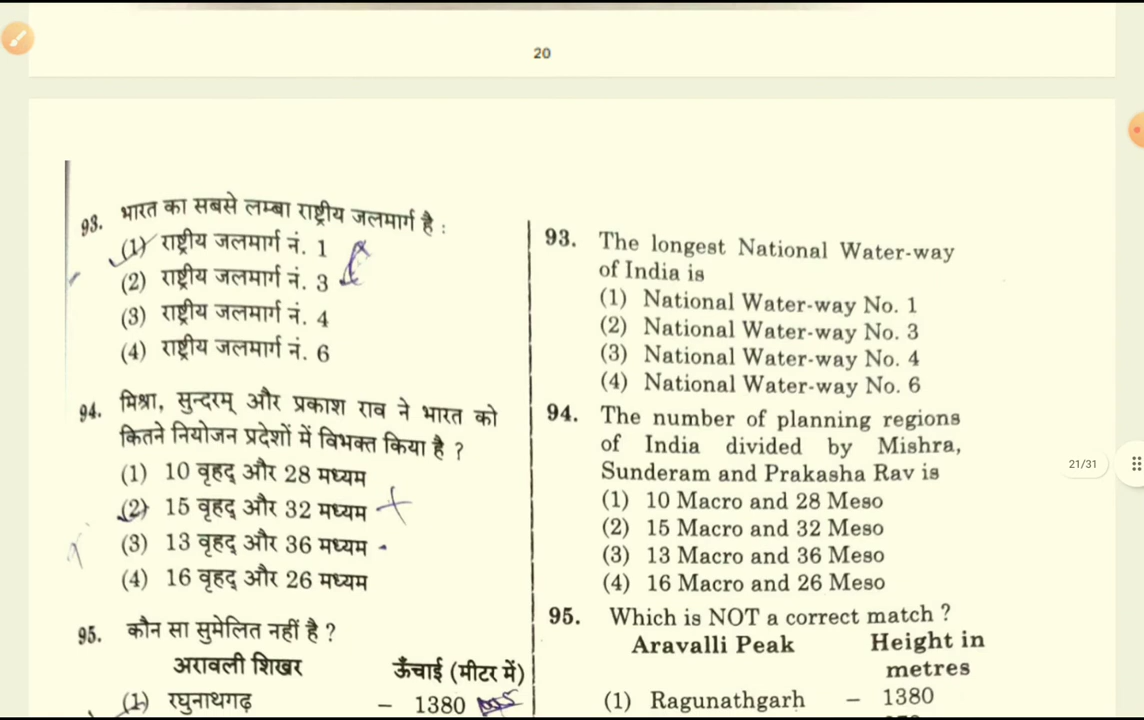 20
93. भारत का सबसे लम्बा राष्ट्रीय जलमार्ग है :
(1) राष्ट्रीय जलमार्ग नं. 1
(2) राष्ट्रीय जलमार्ग नं. 3
(3) राष्ट्रीय जलमार्ग नं. 4
(4) राष्ट्रीय जलमार्ग नं. 6
94. मिश्रा, सुन्दरम् और प्रकाश राव ने भारत को
कितने नियोजन प्रदेशों में विभक्त किया है ?
(1) 10 वृहद् और 28 मध्यम
(2) 15 वृहद् और 32 मध्यम
(3) 13 वृहद् और 36 मध्यम
(4) 16 वृहद् और 26 मध्यम
95. कौन सा सुमेलित नहीं है ?
अरावली शिखर ऊँचाई (मीटर में)
(1) रघुनाथगढ़ – 1380
93. The longest National Water-way
of India is
(1) National Water-way No. 1
(2) National Water-way No. 3
(3) National Water-way No. 4
(4) National Water-way No. 6
94. The number of planning regions
of India divided by Mishra,
Sunderam and Prakasha Rav is
(1) 10 Macro and 28 Meso
(2) 15 Macro and 32 Meso
(3) 13 Macro and 36 Meso
(4) 16 Macro and 26 Meso
95. Which is NOT a correct match ?
Aravalli Peak Height in
metres
(1) Ragunathgarh – 1380
21/31